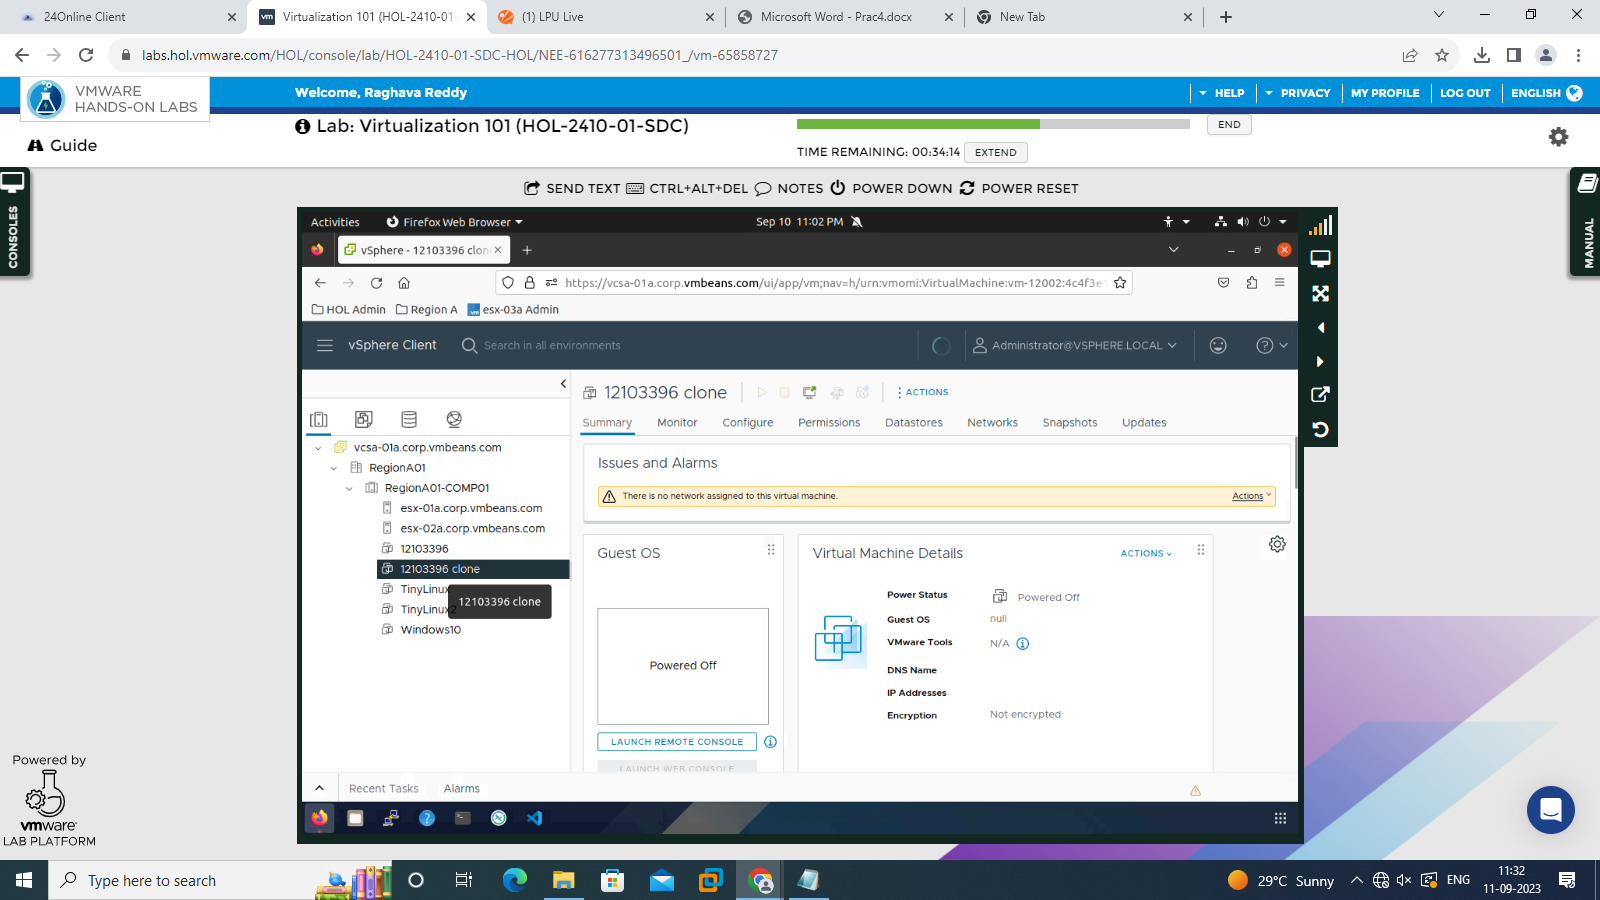 24Online Client
Virtualization 101 (HOL-2410-01-
(1) LPU Live
Microsoft Word - Prac4.docx
New Tab
labs.hol.vmware.com/HOL/console/lab/HOL-2410-01-SDC-HOL/NEE-616277313496501_/vm-65858727
VMWARE
HANDS-ON LABS
Welcome, Raghava Reddy
HELP
PRIVACY
MY PROFILE
LOG OUT
ENGLISH
Lab: Virtualization 101 (HOL-2410-01-SDC)
END
Guide
TIME REMAINING: 00:34:14
EXTEND
CONSOLES
MANUAL
SEND TEXT
CTRL+ALT+DEL
NOTES
POWER DOWN
POWER RESET
Activities
Firefox Web Browser
Sep 10 11:02 PM
vSphere - 12103396 clon
https://vcsa-01a.corp.vmbeans.com/ui/app/vm;nav=h/urn:vmomi:VirtualMachine:vm-12002:4c4f3e
HOL Admin
Region A
esx-03a Admin
vSphere Client
Search in all environments
Administrator@VSPHERE.LOCAL
12103396 clone
ACTIONS
Summary
Monitor
Configure
Permissions
Datastores
Networks
Snapshots
Updates
vcsa-01a.corp.vmbeans.com
RegionA01
RegionA01-COMP01
esx-01a.corp.vmbeans.com
esx-02a.corp.vmbeans.com
12103396
12103396 clone
TinyLinux
TinyLinux2
12103396 clone
Windows10
Issues and Alarms
There is no network assigned to this virtual machine.
Actions
Guest OS
Powered Off
LAUNCH REMOTE CONSOLE
LAUNCH WEB CONSOLE
Virtual Machine Details
ACTIONS
Power Status
Powered Off
Guest OS
null
VMware Tools
N/A
DNS Name
IP Addresses
Encryption
Not encrypted
Recent Tasks
Alarms
Powered by
vmware
LAB PLATFORM
Type here to search
29°C Sunny
ENG
11:32
11-09-2023